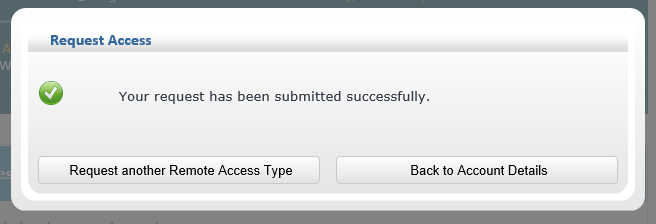 Request Access
Your request has been submitted successfully.
Request another Remote Access Type
Back to Account Details